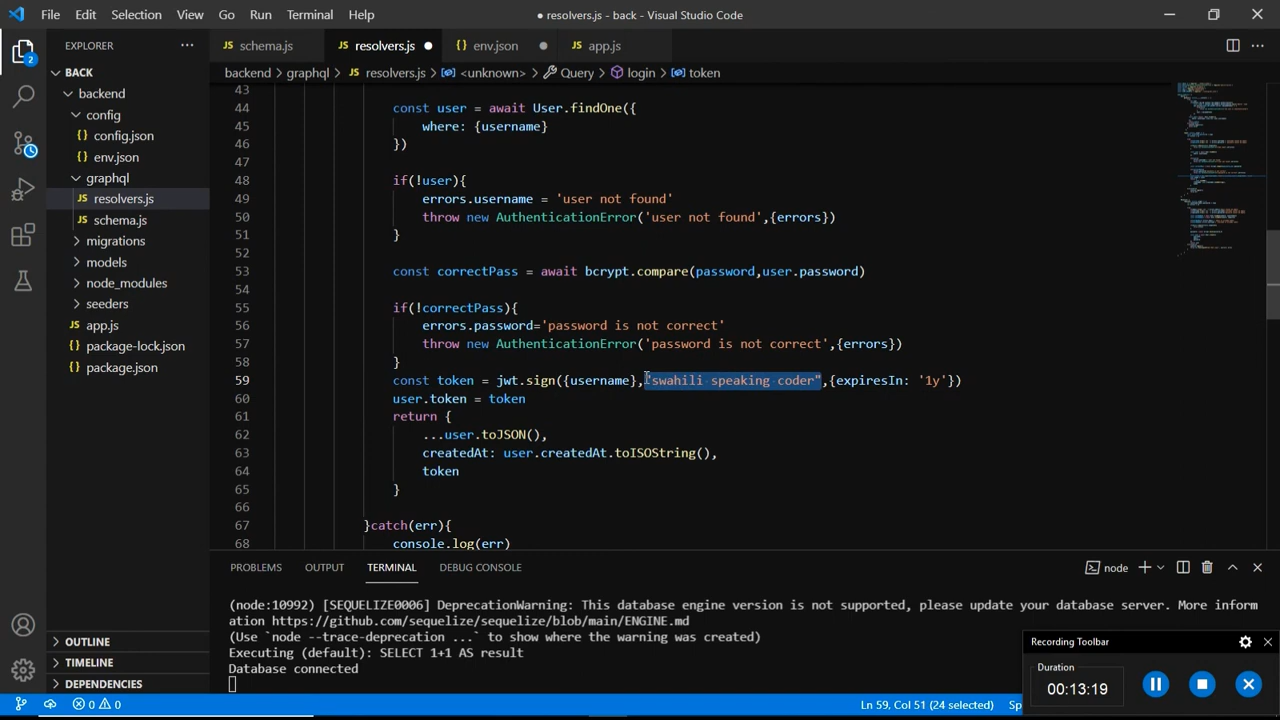 File Edit Selection View Go Run Terminal Help
● resolvers.js - back - Visual Studio Code
EXPLORER
BACK
backend
config
{} config.json
{} env.json
graphql
JS resolvers.js
JS schema.js
migrations
models
node_modules
seeders
JS app.js
{} package-lock.json
{} package.json
OUTLINE
TIMELINE
DEPENDENCIES
2
JS schema.js JS resolvers.js ● {} env.json ● JS app.js
backend > graphql > JS resolvers.js > <unknown> > Query > login > token
43
44 const user = await User.findOne({
45 where: {username}
46 })
47
48 if(!user){
49 errors.username = 'user not found'
50 throw new AuthenticationError('user not found',{errors})
51 }
52
53 const correctPass = await bcrypt.compare(password,user.password)
54
55 if(!correctPass){
56 errors.password='password is not correct'
57 throw new AuthenticationError('password is not correct',{errors})
58 }
59 const token = jwt.sign({username},"swahili speaking coder",{expiresIn: '1y'})
60 user.token = token
61 return {
62 ...user.toJSON(),
63 createdAt: user.createdAt.toISOString(),
64 token
65 }
66
67 }catch(err){
68 console.log(err)
PROBLEMS OUTPUT TERMINAL DEBUG CONSOLE
node
(node:10992) [SEQUELIZE0006] DeprecationWarning: This database engine version is not supported, please update your database server. More inform
ation https://github.com/sequelize/sequelize/blob/main/ENGINE.md
(Use `node --trace-deprecation ...` to show where the warning was created)
Executing (default): SELECT 1+1 AS result
Database connected
Recording Toolbar
Duration
00:13:19
0 0
Ln 59, Col 51 (24 selected)
Sp